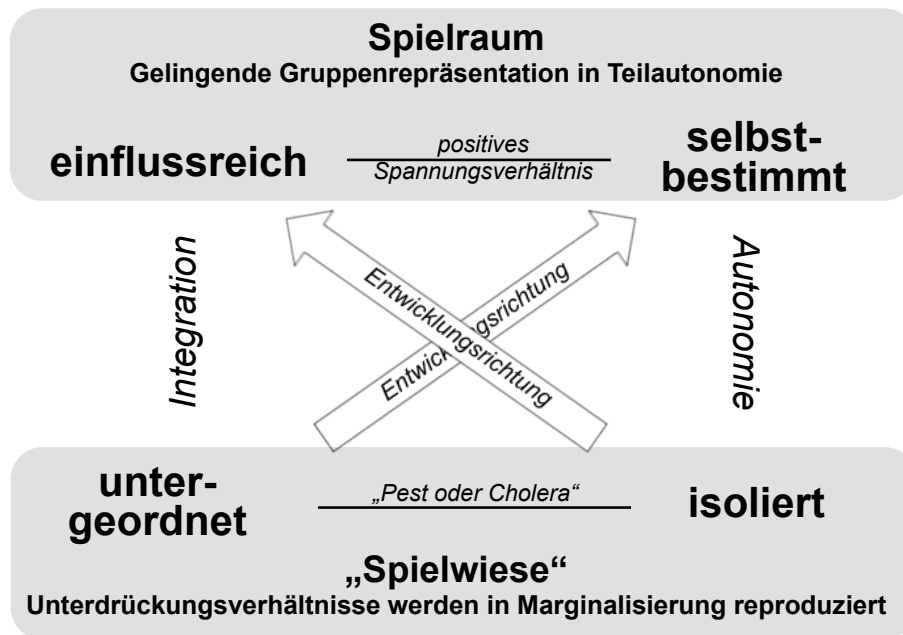 Spielraum
Gelingende Gruppenrepräsentation in Teilautonomie
einflussreich
positives
Spannungsverhältnis
selbst-
bestimmt
Integration
Entwicklungsrichtung
Entwicklungsrichtung
Autonomie
unter-
geordnet
„Pest oder Cholera“
isoliert
„Spielwiese“
Unterdrückungsverhältnisse werden in Marginalisierung reproduziert